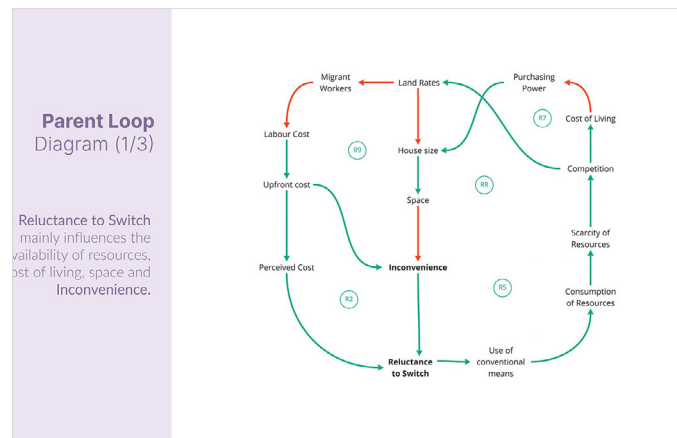 Parent Loop
Diagram (1/3)
Reluctance to Switch
mainly influences the
vailability of resources,
ost of living, space and
Inconvenience.
Migrant
Workers
Land Rates
Purchasing
Power
Cost of Living
R7
Labour Cost
R9
House size
Competition
Upfront cost
R8
Space
Scarcity of
Resources
Perceived Cost
Inconvenience
R2
R5
Consumption
of Resources
Reluctance
to Switch
Use of
conventional
means